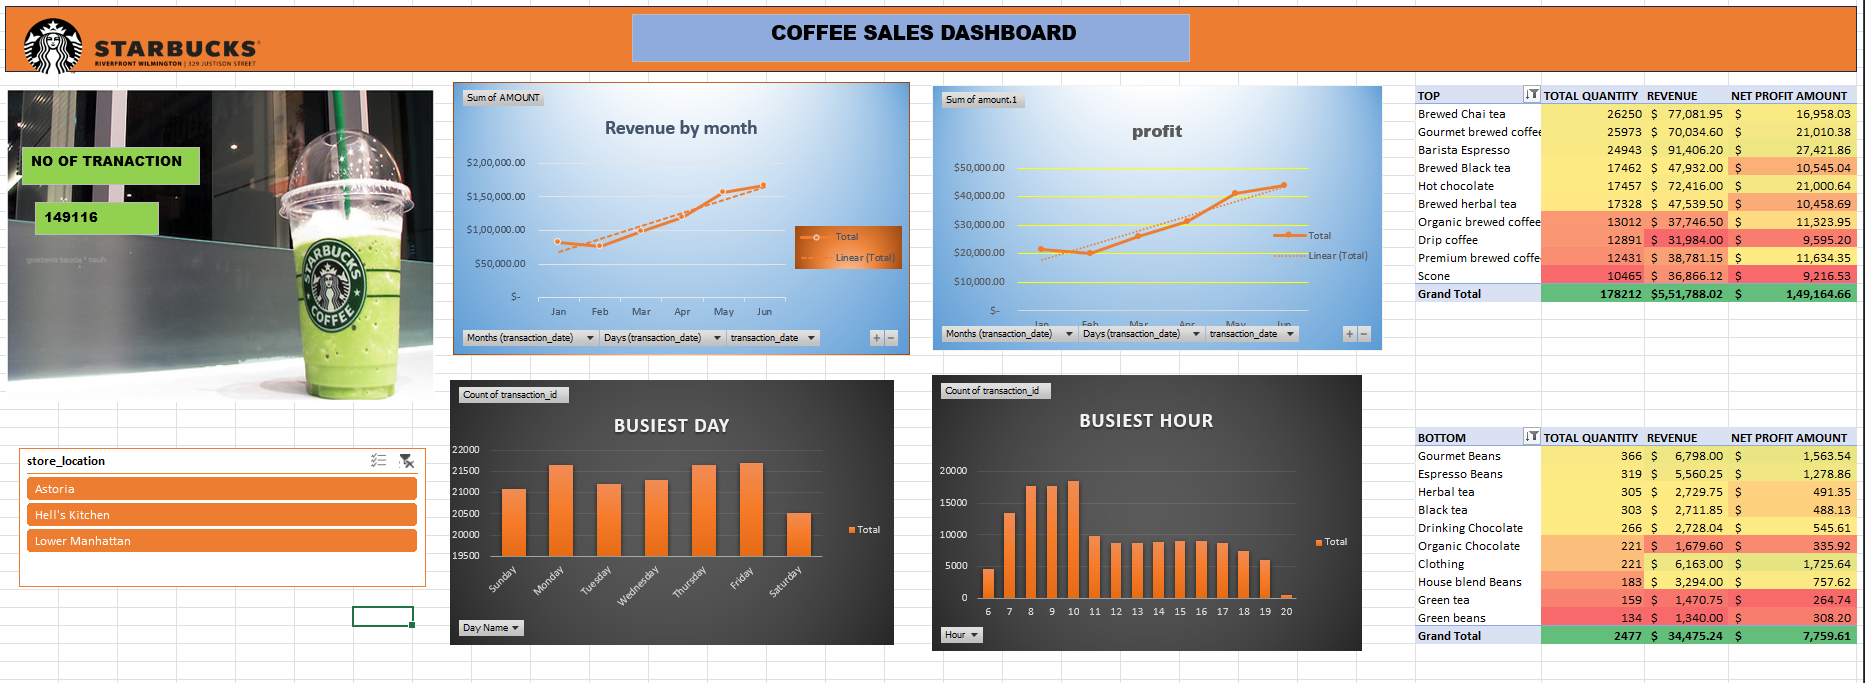 STARBUCKS
RIVERFRONT WILMINGTON | 329 JUSTISON STREET
COFFEE SALES DASHBOARD
NO OF TRANACTION
149116
STARBUCKS
COFFEE
store_location
Astoria
Hell's Kitchen
Lower Manhattan
Sum of AMOUNT
Revenue by month
$2,00,000.00
$1,50,000.00
$1,00,000.00
$50,000.00
$-
Jan Feb Mar Apr May Jun
Total
Linear (Total)
Months (transaction_date) Days (transaction_date) transaction_date
+ −
Sum of amount.1
profit
$50,000.00
$40,000.00
$30,000.00
$20,000.00
$10,000.00
$-
Jan Feb Mar Apr May Jun
Total
Linear (Total)
Months (transaction_date) Days (transaction_date) transaction_date
+ −
Count of transaction_id
BUSIEST DAY
22000
21500
21000
20500
20000
19500
Sunday Monday Tuesday Wednesday Thursday Friday Saturday
Total
Day Name
Count of transaction_id
BUSIEST HOUR
20000
15000
10000
5000
0
6 7 8 9 10 11 12 13 14 15 16 17 18 19 20
Total
Hour
TOP TOTAL QUANTITY REVENUE NET PROFIT AMOUNT
Brewed Chai tea 26250 $ 77,081.95 $ 16,958.03
Gourmet brewed coffee 25973 $ 70,034.60 $ 21,010.38
Barista Espresso 24943 $ 91,406.20 $ 27,421.86
Brewed Black tea 17462 $ 47,932.00 $ 10,545.04
Hot chocolate 17457 $ 72,416.00 $ 21,000.64
Brewed herbal tea 17328 $ 47,539.50 $ 10,458.69
Organic brewed coffee 13012 $ 37,746.50 $ 11,323.95
Drip coffee 12891 $ 31,984.00 $ 9,595.20
Premium brewed coffe 12431 $ 38,781.15 $ 11,634.35
Scone 10465 $ 36,866.12 $ 9,216.53
Grand Total 178212 $5,51,788.02 $ 1,49,164.66
BOTTOM TOTAL QUANTITY REVENUE NET PROFIT AMOUNT
Gourmet Beans 366 $ 6,798.00 $ 1,563.54
Espresso Beans 319 $ 5,560.25 $ 1,278.86
Herbal tea 305 $ 2,729.75 $ 491.35
Black tea 303 $ 2,711.85 $ 488.13
Drinking Chocolate 266 $ 2,728.04 $ 545.61
Organic Chocolate 221 $ 1,679.60 $ 335.92
Clothing 221 $ 6,163.00 $ 1,725.64
House blend Beans 183 $ 3,294.00 $ 757.62
Green tea 159 $ 1,470.75 $ 264.74
Green beans 134 $ 1,340.00 $ 308.20
Grand Total 2477 $ 34,475.24 $ 7,759.61